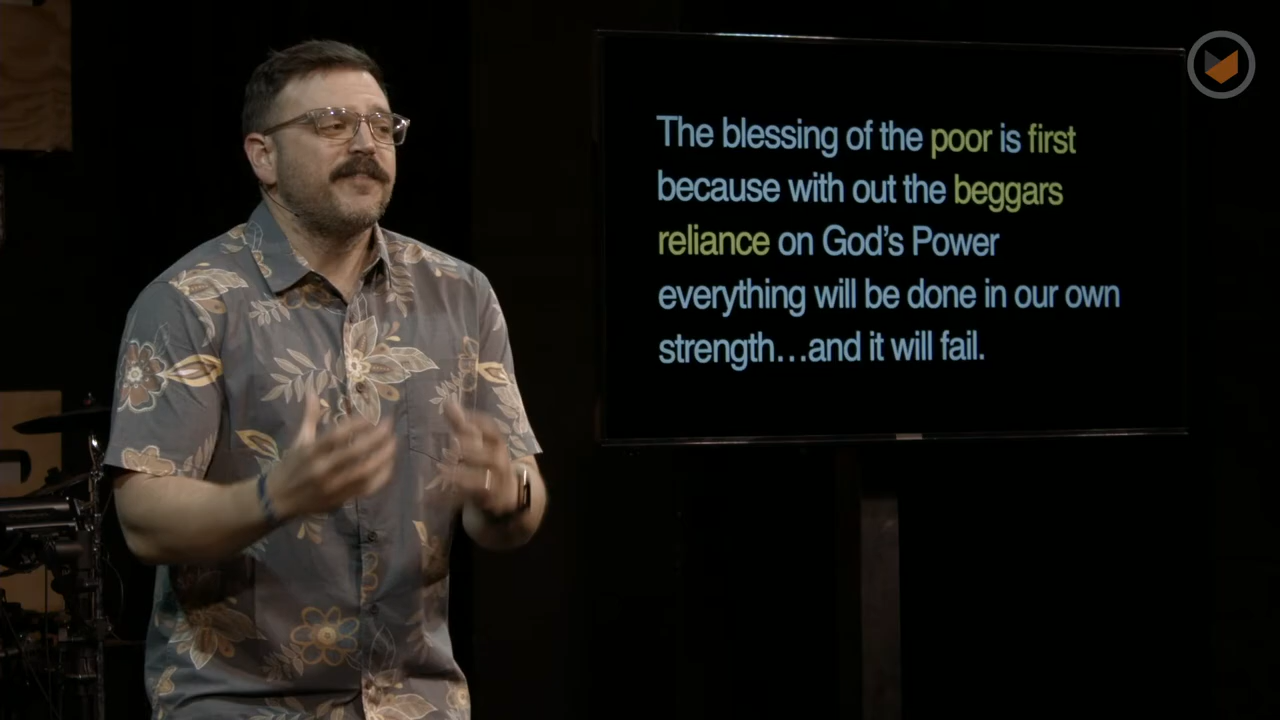 The blessing of the poor is first
because with out the beggars
reliance on God's Power
everything will be done in our own
strength...and it will fail.